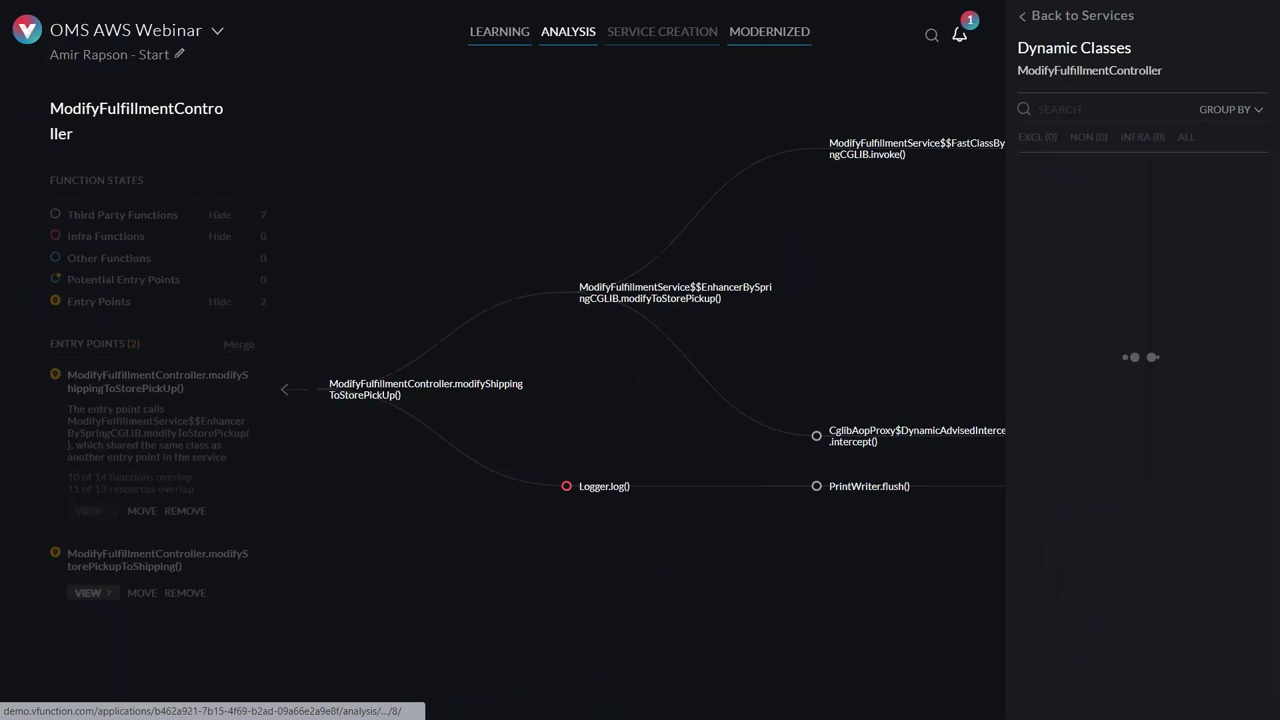 OMS AWS Webinar
Amir Rapson - Start
LEARNING
ANALYSIS
SERVICE CREATION
MODERNIZED
1
Back to Services
Dynamic Classes
ModifyFulfillmentController
SEARCH
GROUP BY
EXCL (0) NON (0) INFRA (0) ALL
ModifyFulfillmentContro
ller
FUNCTION STATES
Third Party Functions Hide 7
Infra Functions Hide 0
Other Functions 0
Potential Entry Points 0
Entry Points Hide 2
ENTRY POINTS (2) Merge
ModifyFulfillmentController.modifyS
hippingToStorePickUp()
The entry point calls
ModifyFulfillmentService$$Enhancer
BySpringCGLIB.modifyToStorePickup(
), which shared the same class as
another entry point in the service
10 of 14 functions overlap
11 of 13 resources overlap
VIEW MOVE REMOVE
ModifyFulfillmentController.modifyS
torePickupToShipping()
VIEW MOVE REMOVE
ModifyFulfillmentService$$FastClassBy
ngCGLIB.invoke()
ModifyFulfillmentService$$EnhancerBySpri
ngCGLIB.modifyToStorePickup()
ModifyFulfillmentController.modifyShipping
ToStorePickUp()
CglibAopProxy$DynamicAdvisedInterce
.intercept()
Logger.log()
PrintWriter.flush()
demo.vfunction.com/applications/b462a921-7b15-4f69-b2ad-09a66e2a9e8f/analysis/.../8/